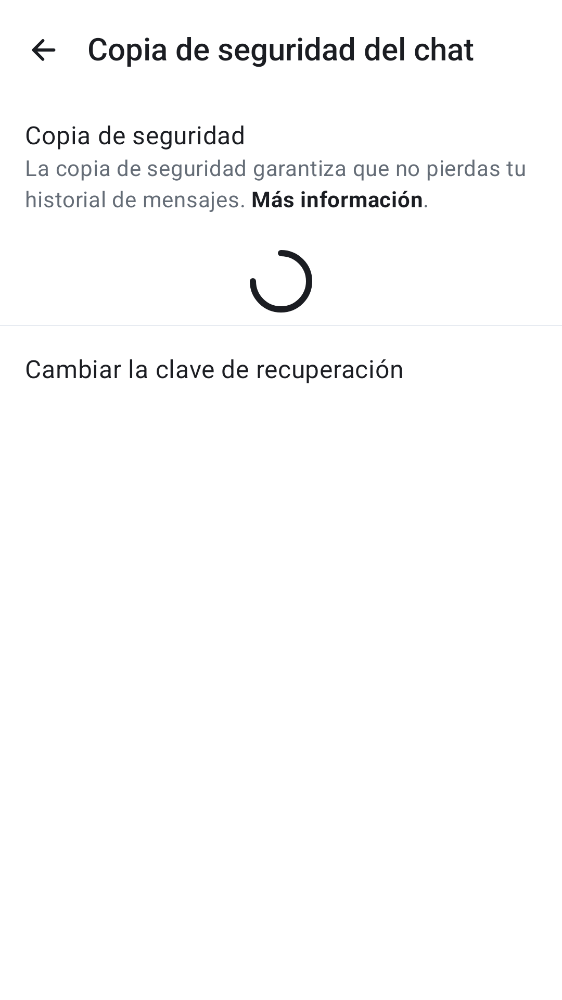 Copia de seguridad del chat
Copia de seguridad
La copia de seguridad garantiza que no pierdas tu
historial de mensajes. Más información.
Cambiar la clave de recuperación